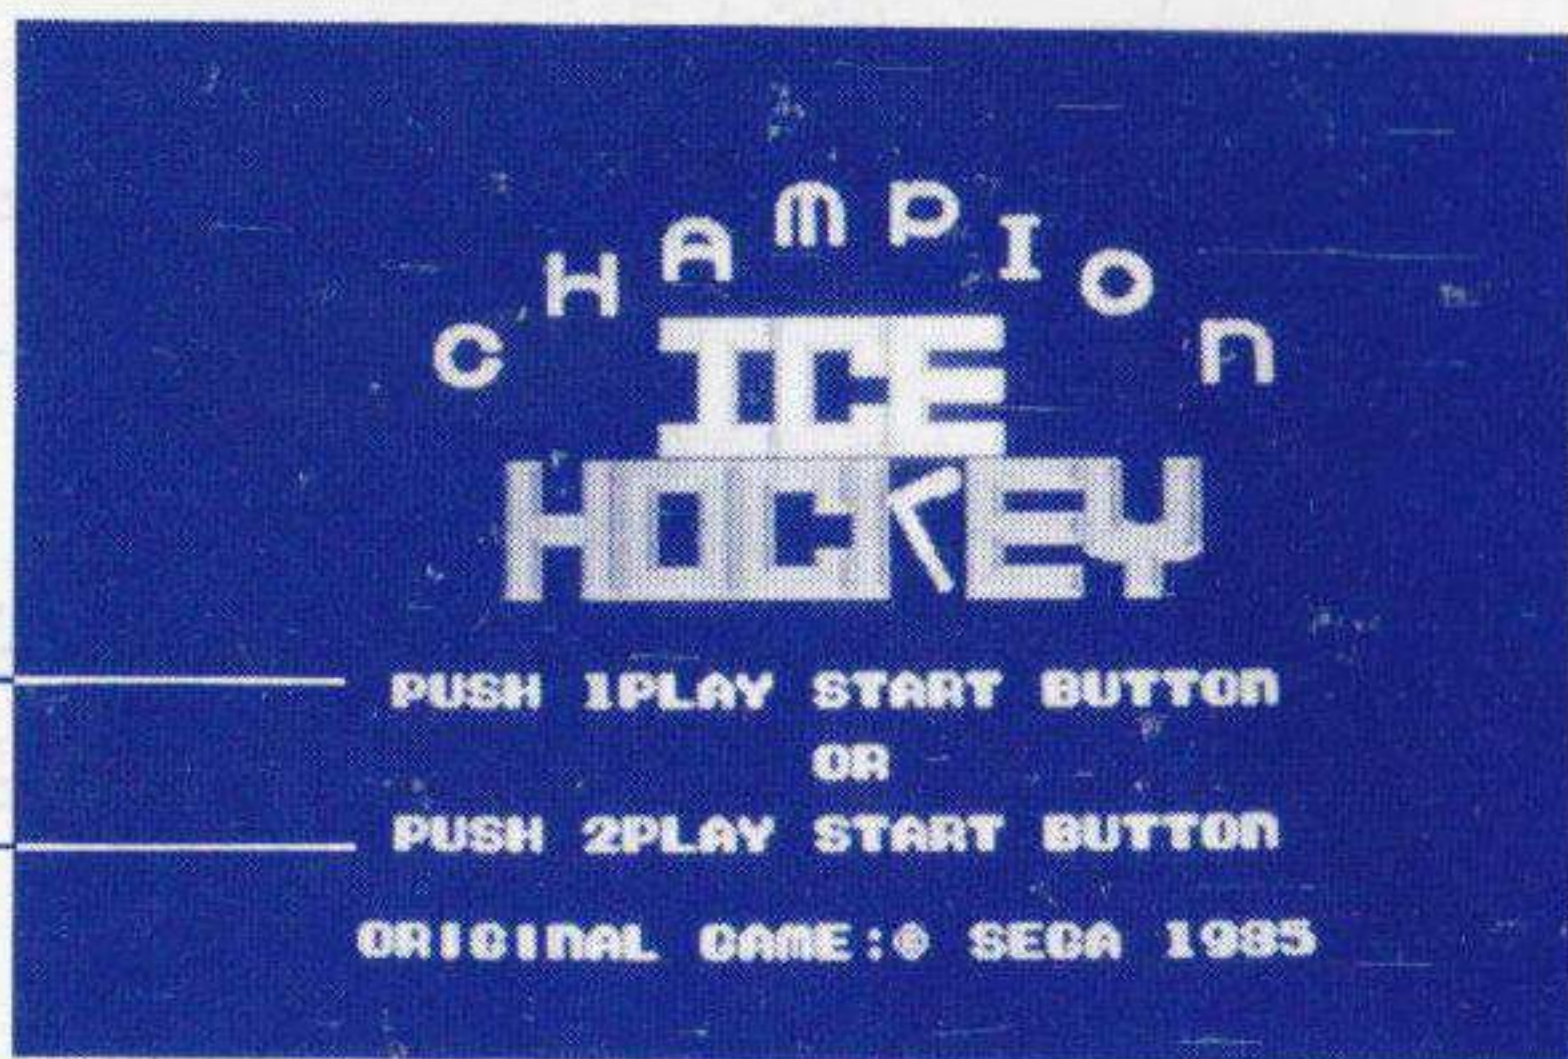 CHAMPION
ICE
HOCKEY
PUSH 1PLAY START BUTTON
OR
PUSH 2PLAY START BUTTON
ORIGINAL GAME:© SEGA 1985